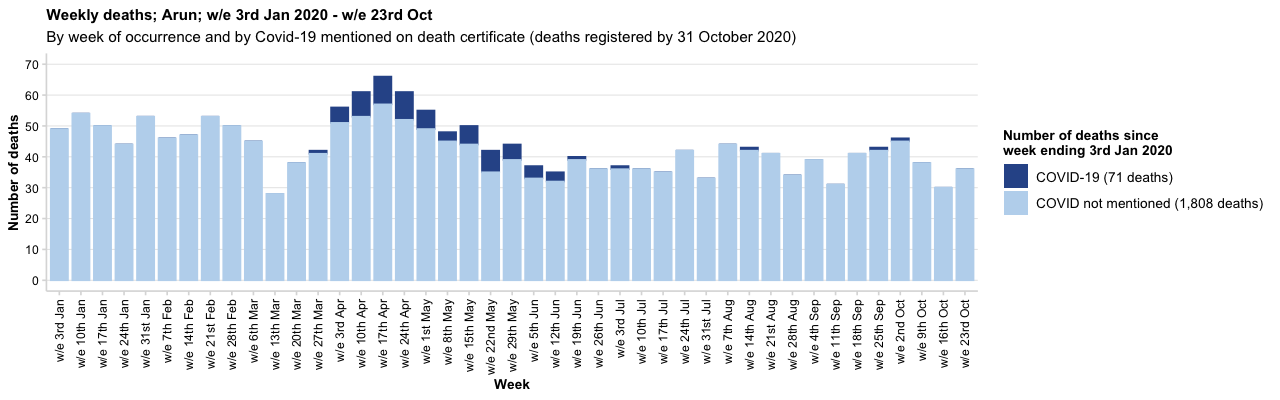 Weekly deaths; Arun; w/e 3rd Jan 2020 - w/e 23rd Oct
By week of occurrence and by Covid-19 mentioned on death certificate (deaths registered by 31 October 2020)
Number of deaths
70
60
50
40
30
20
10
0
w/e 3rd Jan
w/e 10th Jan
w/e 17th Jan
w/e 24th Jan
w/e 31st Jan
w/e 7th Feb
w/e 14th Feb
w/e 21st Feb
w/e 28th Feb
w/e 6th Mar
w/e 13th Mar
w/e 20th Mar
w/e 27th Mar
w/e 3rd Apr
w/e 10th Apr
w/e 17th Apr
w/e 24th Apr
w/e 1st May
w/e 8th May
w/e 15th May
w/e 22nd May
w/e 29th May
w/e 5th Jun
w/e 12th Jun
w/e 19th Jun
w/e 26th Jun
w/e 3rd Jul
w/e 10th Jul
w/e 17th Jul
w/e 24th Jul
w/e 31st Jul
w/e 7th Aug
w/e 14th Aug
w/e 21st Aug
w/e 28th Aug
w/e 4th Sep
w/e 11th Sep
w/e 18th Sep
w/e 25th Sep
w/e 2nd Oct
w/e 9th Oct
w/e 16th Oct
w/e 23rd Oct
Week
Number of deaths since
week ending 3rd Jan 2020
COVID-19 (71 deaths)
COVID not mentioned (1,808 deaths)